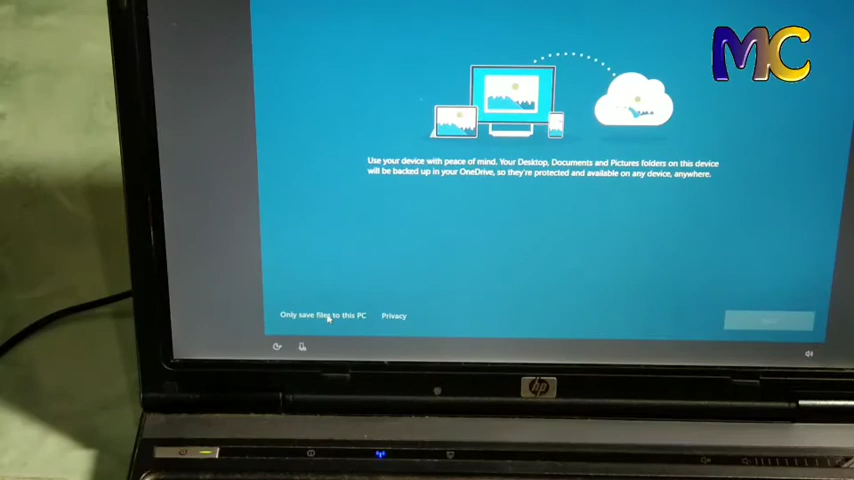 MC
Use your device with peace of mind. Your Desktop, Documents and Pictures folders on this device
will be backed up in your OneDrive, so they're protected and available on any device, anywhere.
Only save files to this PC
Privacy
hp